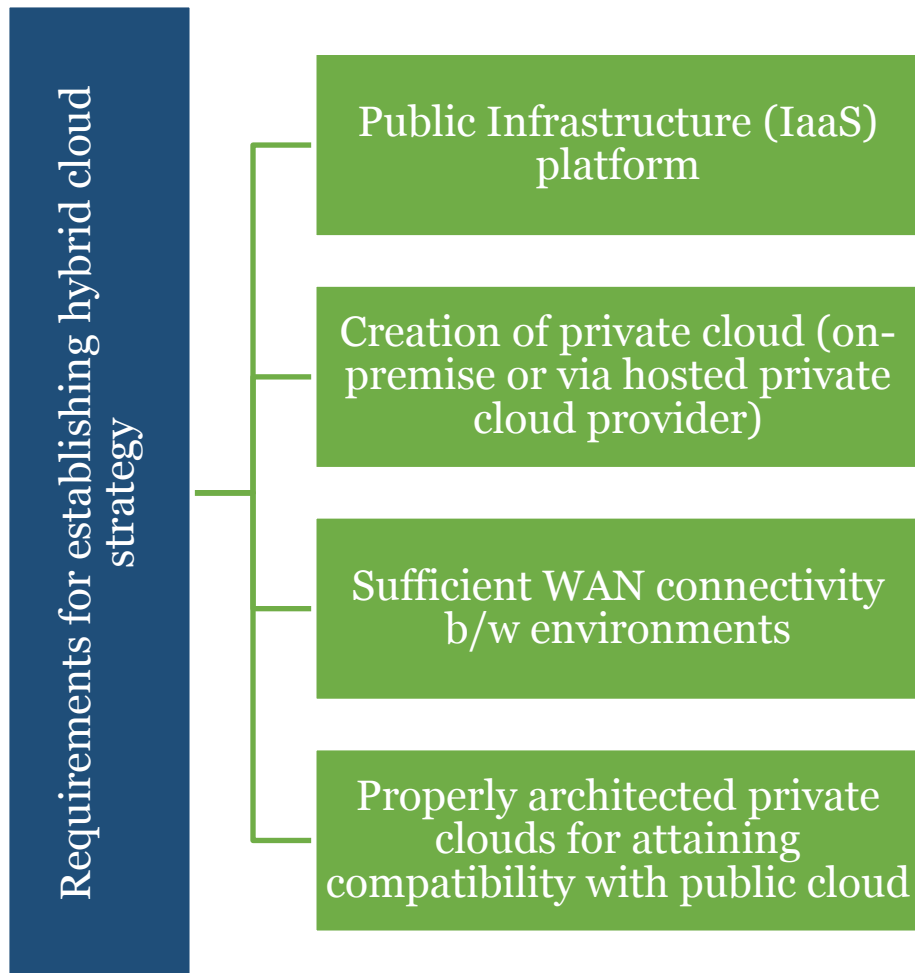 Requirements for establishing hybrid cloud
strategy
Public Infrastructure (IaaS)
platform
Creation of private cloud (on-
premise or via hosted private
cloud provider)
Sufficient WAN connectivity
b/w environments
Properly architected private
clouds for attaining
compatibility with public cloud